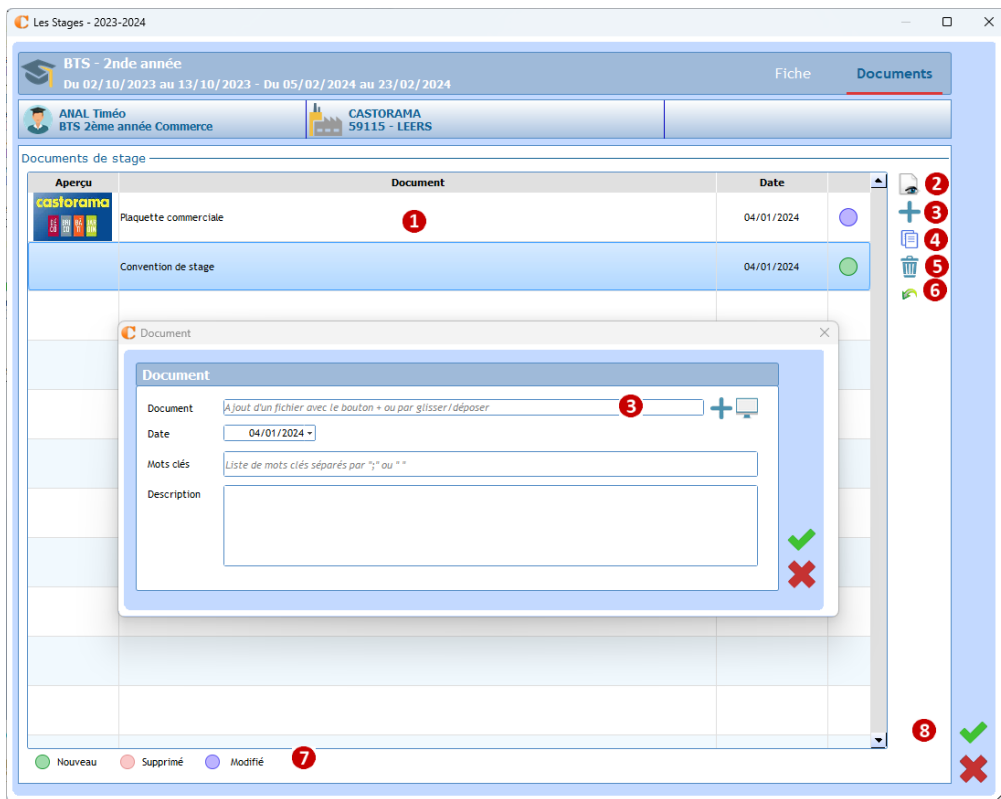 Les Stages - 2023-2024
BTS - 2nde année
Du 02/10/2023 au 13/10/2023 - Du 05/02/2024 au 23/02/2024
Fiche
Documents
ANAL Timéo
BTS 2ème année Commerce
CASTORAMA
59115 - LEERS
Documents de stage
Aperçu Document Date
castorama
Plaquette commerciale 1 04/01/2024
Convention de stage 04/01/2024
2
3
4
5
6
Document
Document
Document Ajout d'un fichier avec le bouton + ou par glisser/déposer 3
Date 04/01/2024
Mots clés Liste de mots clés séparés par ";" ou " "
Description
Nouveau Supprimé Modifié 7
8